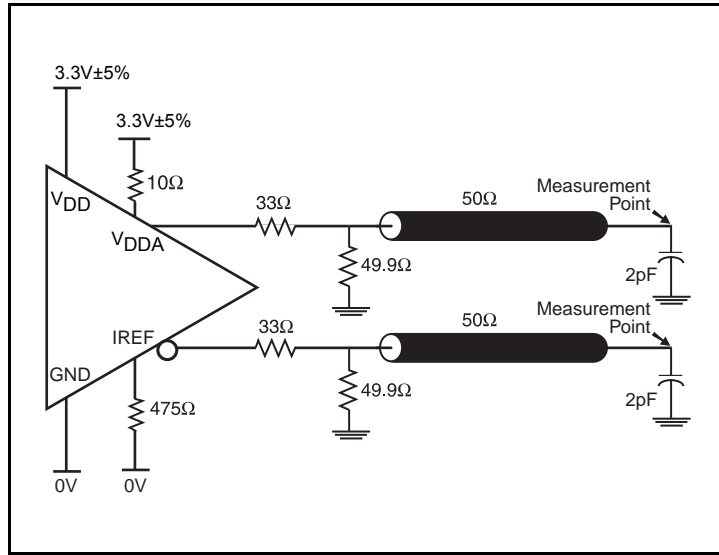 3.3V±5%
3.3V±5%
10Ω
VDD
VDDA
33Ω
49.9Ω
50Ω
Measurement
Point
2pF
IREF
33Ω
49.9Ω
50Ω
Measurement
Point
2pF
GND
475Ω
0V
0V